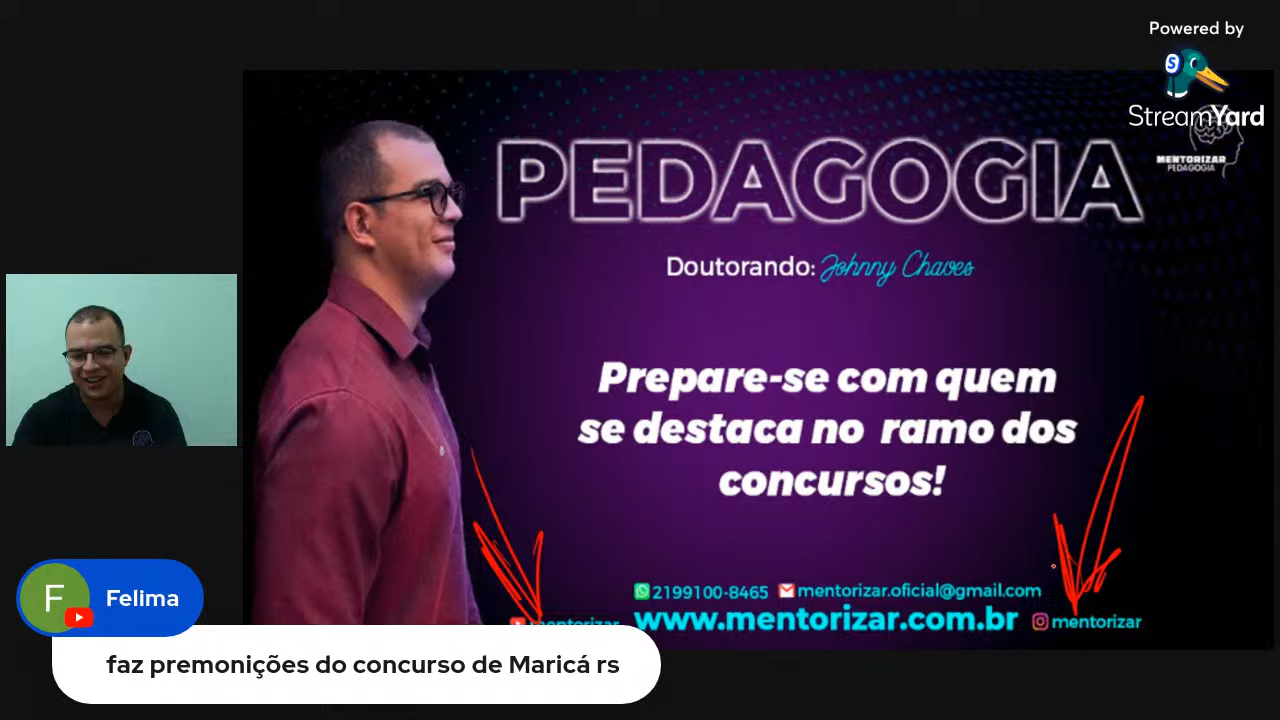 Powered by
StreamYard
MENTORIZAR
PEDAGOGIA
PEDAGOGIA
Doutorando: Johnny Chaves
Prepare-se com quem
se destaca no ramo dos
concursos!
2199100-8465 mentorizar.oficial@gmail.com
mentorizar www.mentorizar.com.br mentorizar
F Felima
faz premonições do concurso de Maricá rs